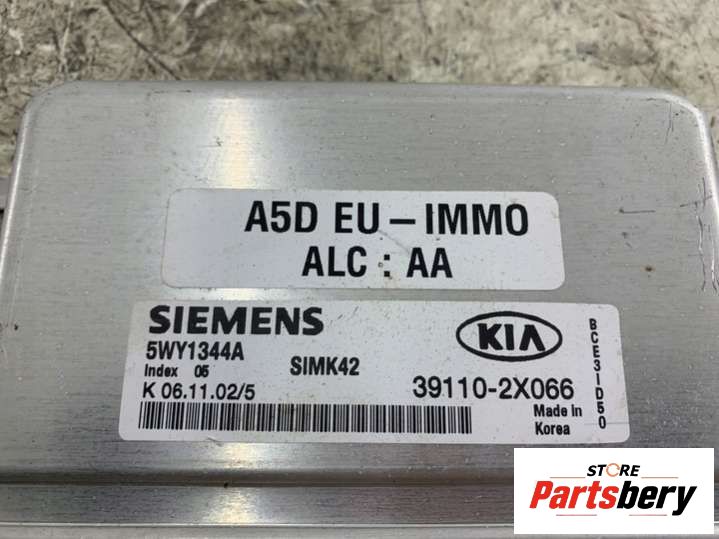 A5D EU – IMMO
ALC : AA
SIEMENS
KIA
5WY1344A
SIMK42
Index 05
K 06.11.02/5
39110-2X066
Made in
Korea
BCE3ID50
STORE
Partsbery